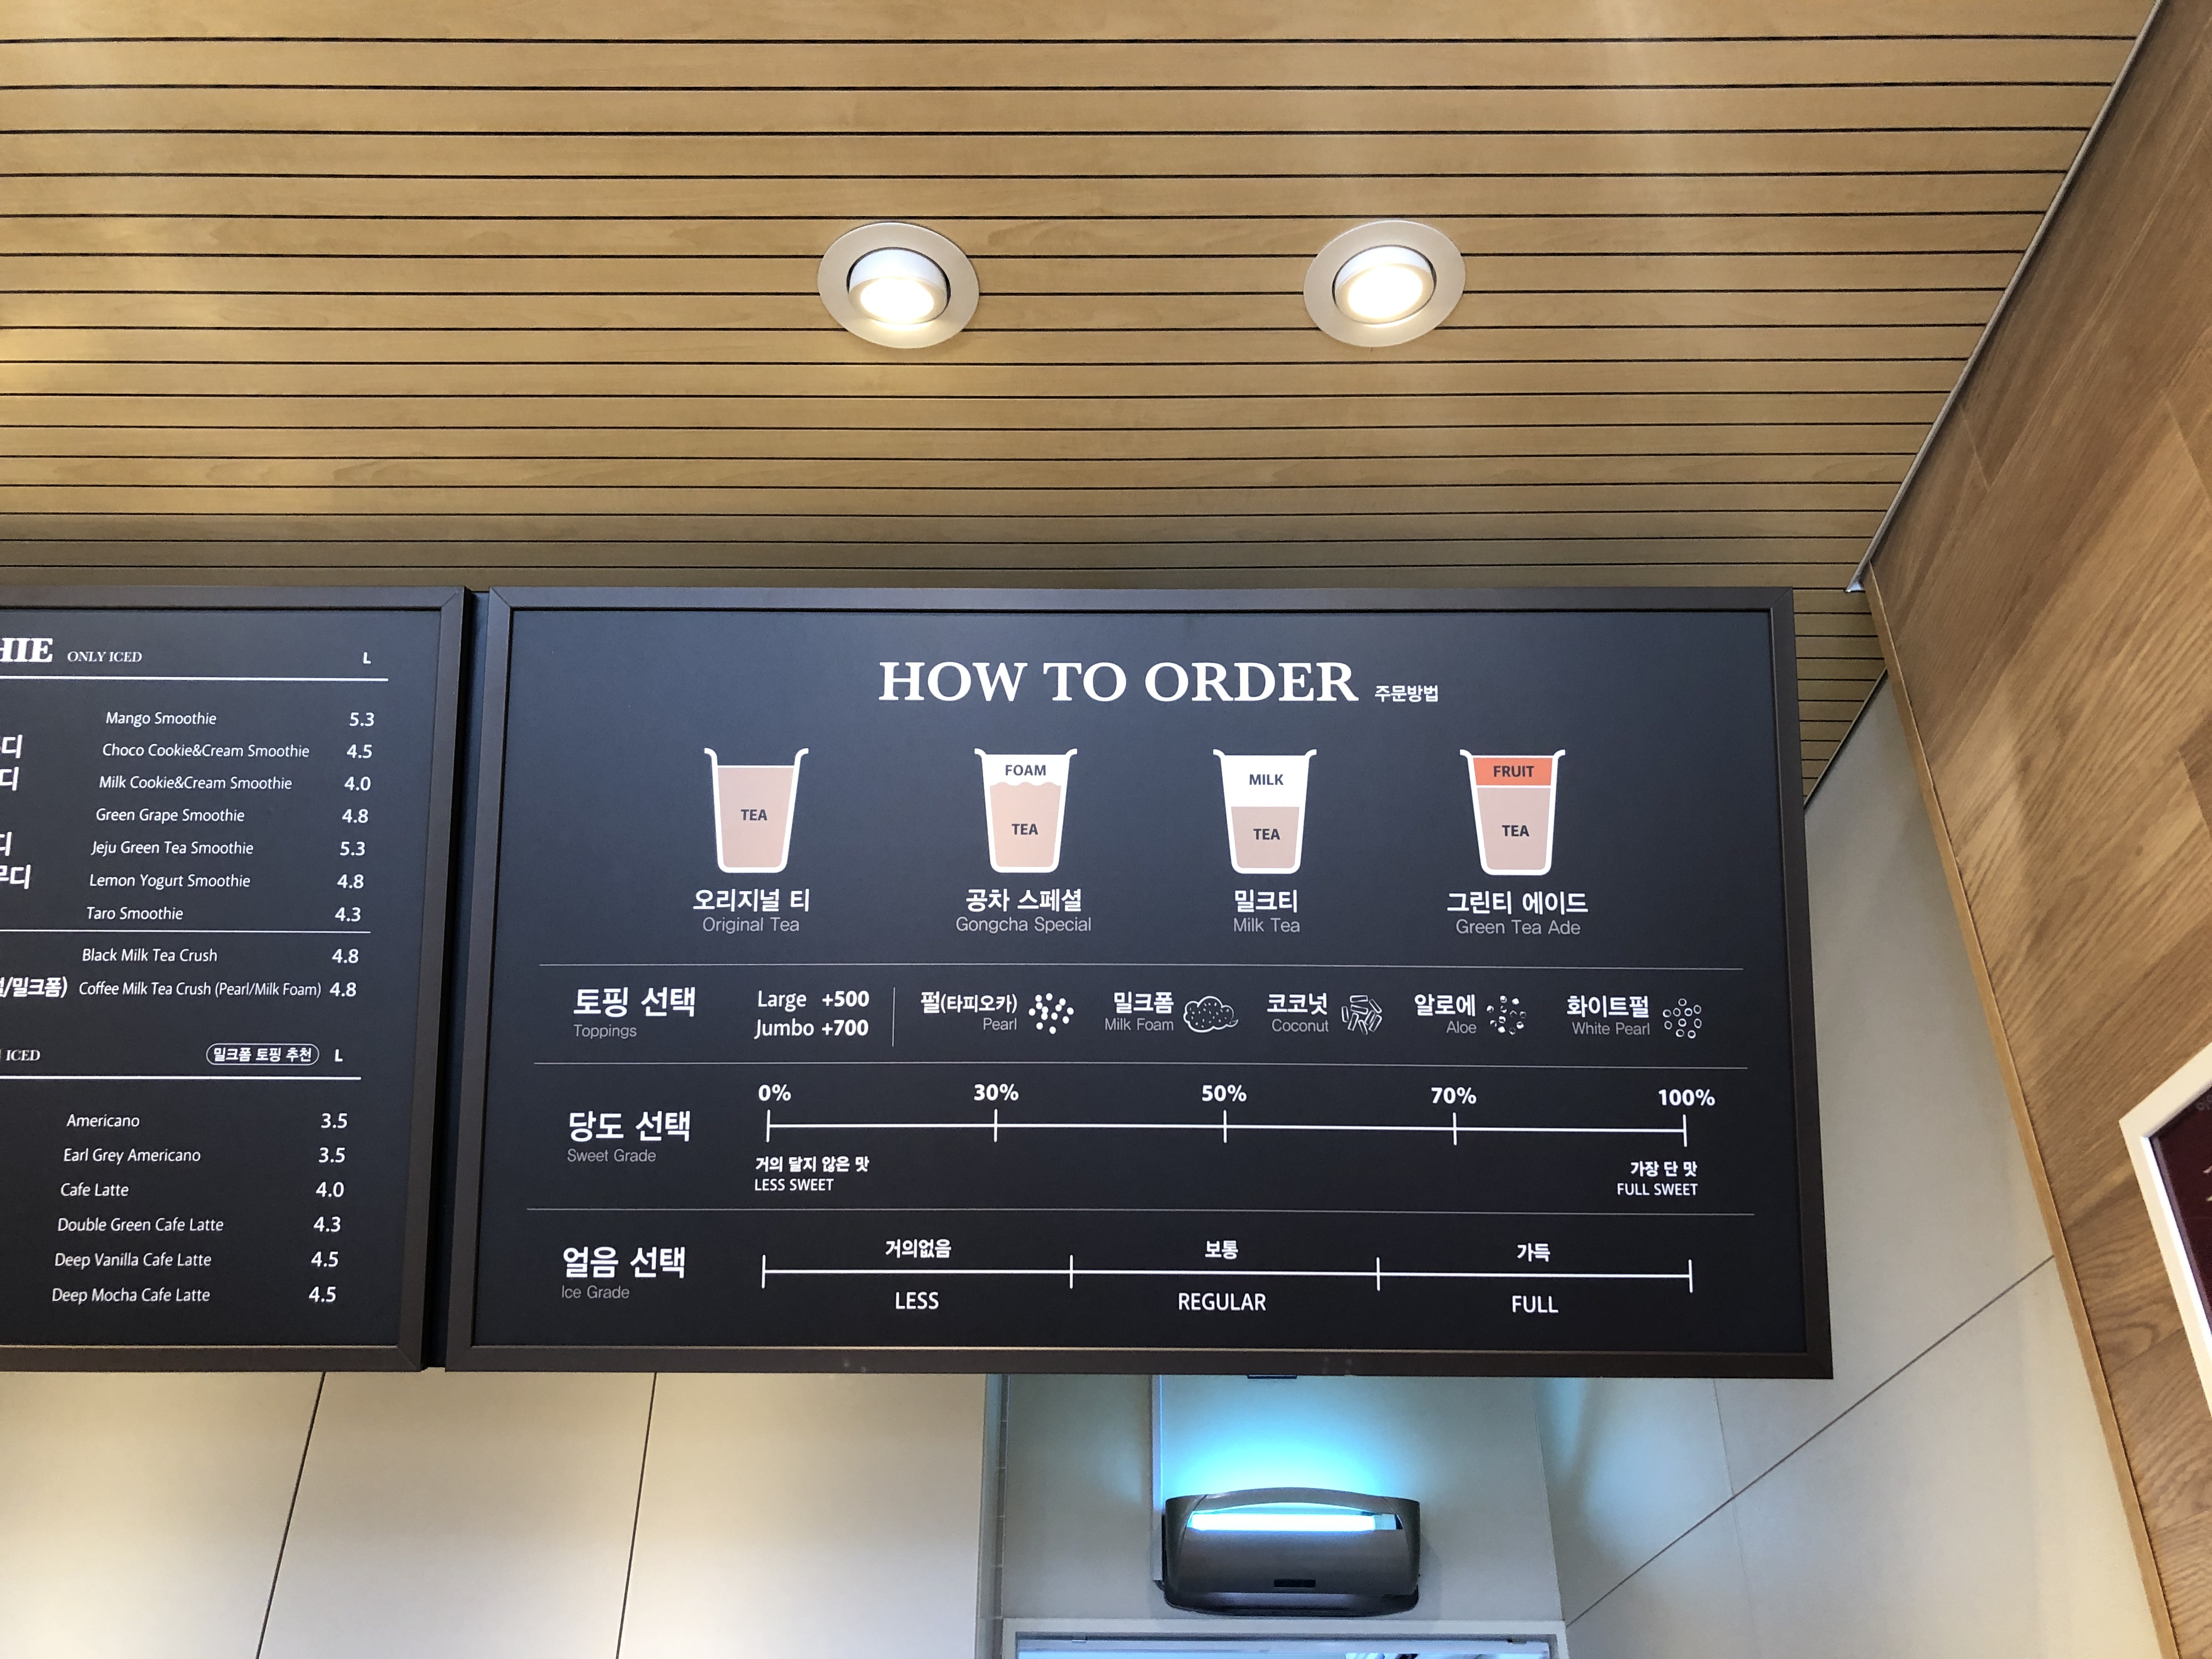 ONLY ICED L
Mango Smoothie 5.3
Choco Cookie&Cream Smoothie 4.5
Milk Cookie&Cream Smoothie 4.0
Green Grape Smoothie 4.8
Jeju Green Tea Smoothie 5.3
Lemon Yogurt Smoothie 4.8
Taro Smoothie 4.3
Black Milk Tea Crush 4.8
/밀크폼) Coffee Milk Tea Crush (Pearl/Milk Foam) 4.8
ICED 밀크폼 토핑 추천 L
Americano 3.5
Earl Grey Americano 3.5
Cafe Latte 4.0
Double Green Cafe Latte 4.3
Deep Vanilla Cafe Latte 4.5
Deep Mocha Cafe Latte 4.5
HOW TO ORDER 주문방법
TEA
오리지널 티
Original Tea
FOAM
TEA
공차 스페셜
Gongcha Special
MILK
TEA
밀크티
Milk Tea
FRUIT
TEA
그린티 에이드
Green Tea Ade
토핑 선택
Toppings
Large +500
Jumbo +700
펄(타피오카)
Pearl
밀크폼
Milk Foam
코코넛
Coconut
알로에
Aloe
화이트펄
White Pearl
당도 선택
Sweet Grade
0% 30% 50% 70% 100%
거의 달지 않은 맛
LESS SWEET
가장 단 맛
FULL SWEET
얼음 선택
Ice Grade
거의없음 보통 가득
LESS REGULAR FULL